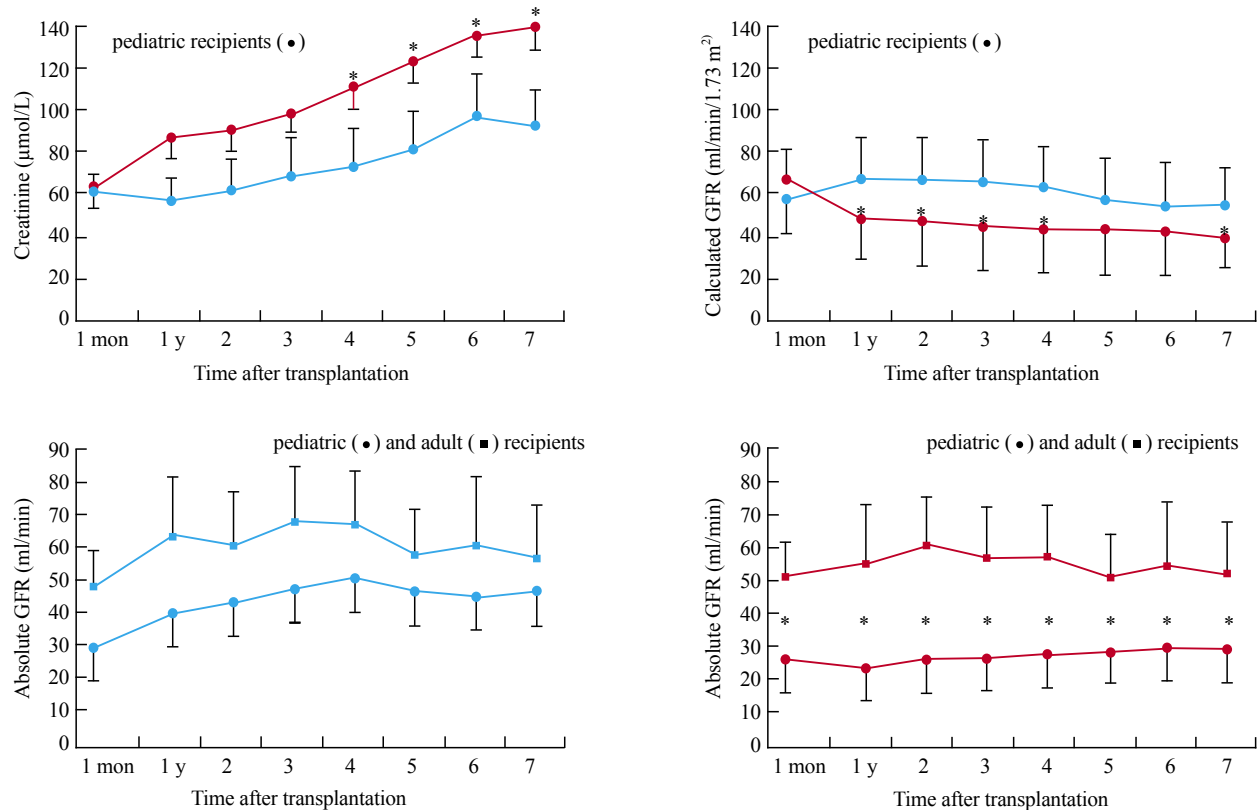 pediatric recipients (●)
Creatinine (µmol/L)
140
120
100
80
60
40
20
0
* * * *
1 mon 1 y 2 3 4 5 6 7
Time after transplantation
pediatric recipients (●)
Calculated GFR (ml/min/1.73 m²⁾
140
120
100
80
60
40
20
0
* * * * *
1 mon 1 y 2 3 4 5 6 7
Time after transplantation
pediatric (●) and adult (■) recipients
Absolute GFR (ml/min)
90
80
70
60
50
40
30
20
10
0
1 mon 1 y 2 3 4 5 6 7
Time after transplantation
pediatric (●) and adult (■) recipients
Absolute GFR (ml/min)
90
80
70
60
50
40
30
20
10
0
* * * * * * * *
1 mon 1 y 2 3 4 5 6 7
Time after transplantation